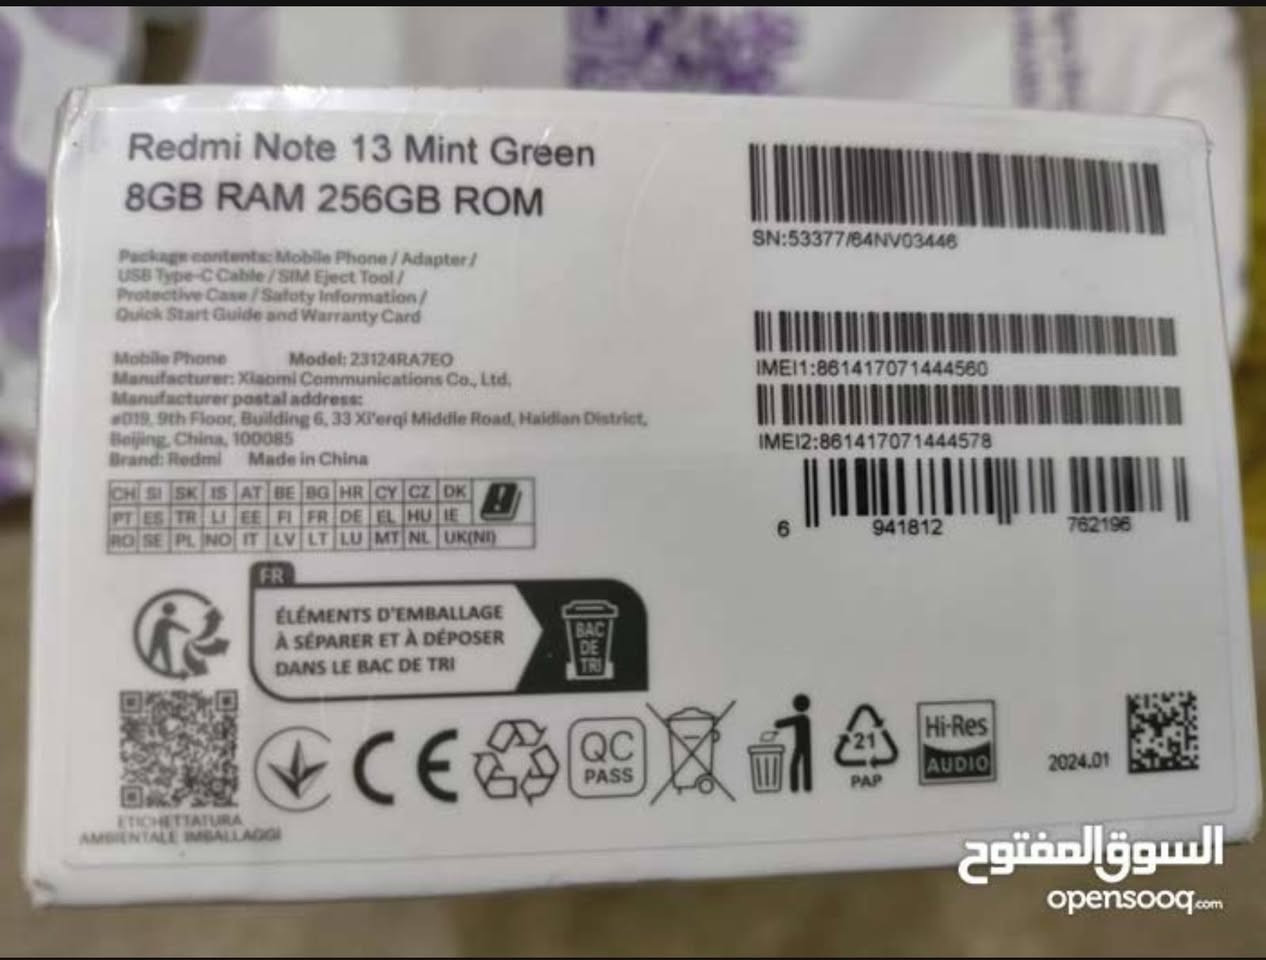 Redmi Note 13 Mint Green
8GB RAM 256GB ROM
Package contents: Mobile Phone / Adapter /
USB Type-C Cable / SIM Eject Tool /
Protective Case / Safety Information /
Quick Start Guide and Warranty Card
Mobile Phone Model: 23124RA7EO
Manufacturer: Xiaomi Communications Co., Ltd.
Manufacturer postal address:
#019, 9th Floor, Building 6, 33 Xi'erqi Middle Road, Haidian District,
Beijing, China, 100085
Brand: Redmi Made in China
CH SI SK IS AT BE BG HR CY CZ DK
PT ES TR LI EE FI FR DE EL HU IE
RO SE PL NO IT LV LT LU MT NL UK(NI)
SN:53377/64NV03446
IMEI1:861417071444560
IMEI2:861417071444578
6 941812 762196
FR
ÉLÉMENTS D'EMBALLAGE
À SÉPARER ET À DÉPOSER
DANS LE BAC DE TRI
BAC
DE
TRI
ETICHETTATURA
AMBIENTALE IMBALLAGGI
CE
QC
PASS
21
PAP
Hi-Res
AUDIO
2024.01
السوق المفتوح
opensooq.com